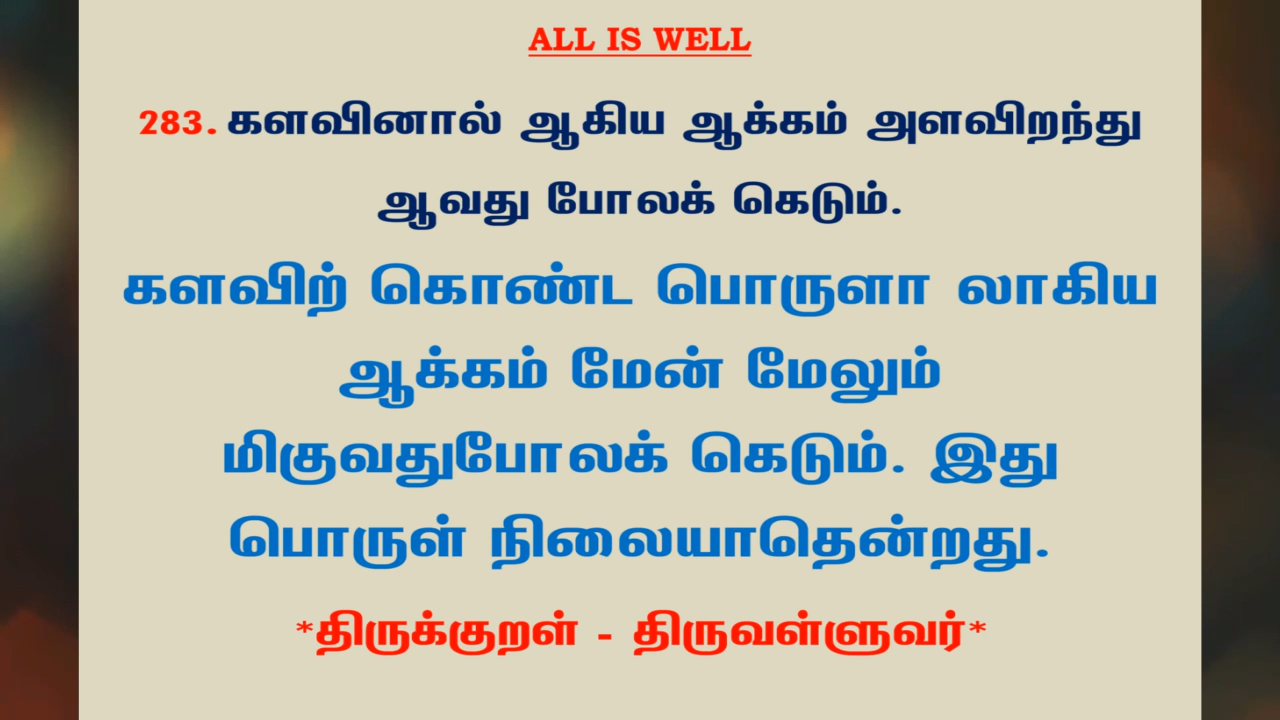 ALL IS WELL
283. களவினால் ஆகிய ஆக்கம் அளவிறந்து
ஆவது போலக் கெடும்.
களவிற் கொண்ட பொருளா லாகிய
ஆக்கம் மேன் மேலும்
மிகுவதுபோலக் கெடும். இது
பொருள் நிலையாதென்றது.
*திருக்குறள் - திருவள்ளுவர்*